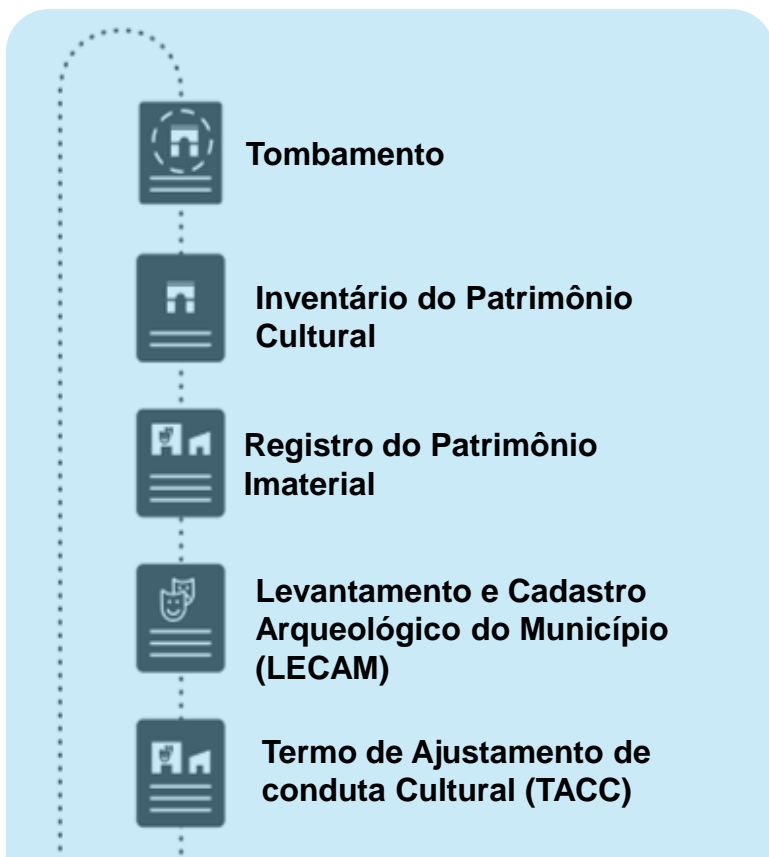 Tombamento
Inventário do Patrimônio
Cultural
Registro do Patrimônio
Imaterial
Levantamento e Cadastro
Arqueológico do Município
(LECAM)
Termo de Ajustamento de
conduta Cultural (TACC)